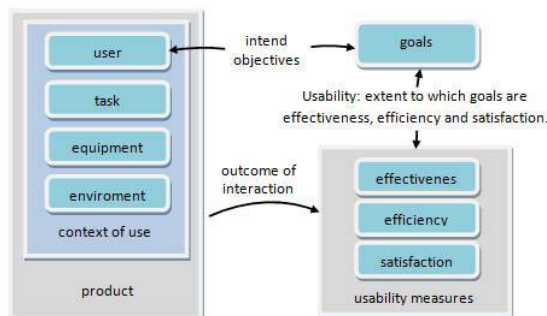 user
task
equipment
enviroment
context of use
product
intend
objectives
goals
Usability: extent to which goals are
effectiveness, efficiency and satisfaction.
outcome of
interaction
effectivenes
efficiency
satisfaction
usability measures